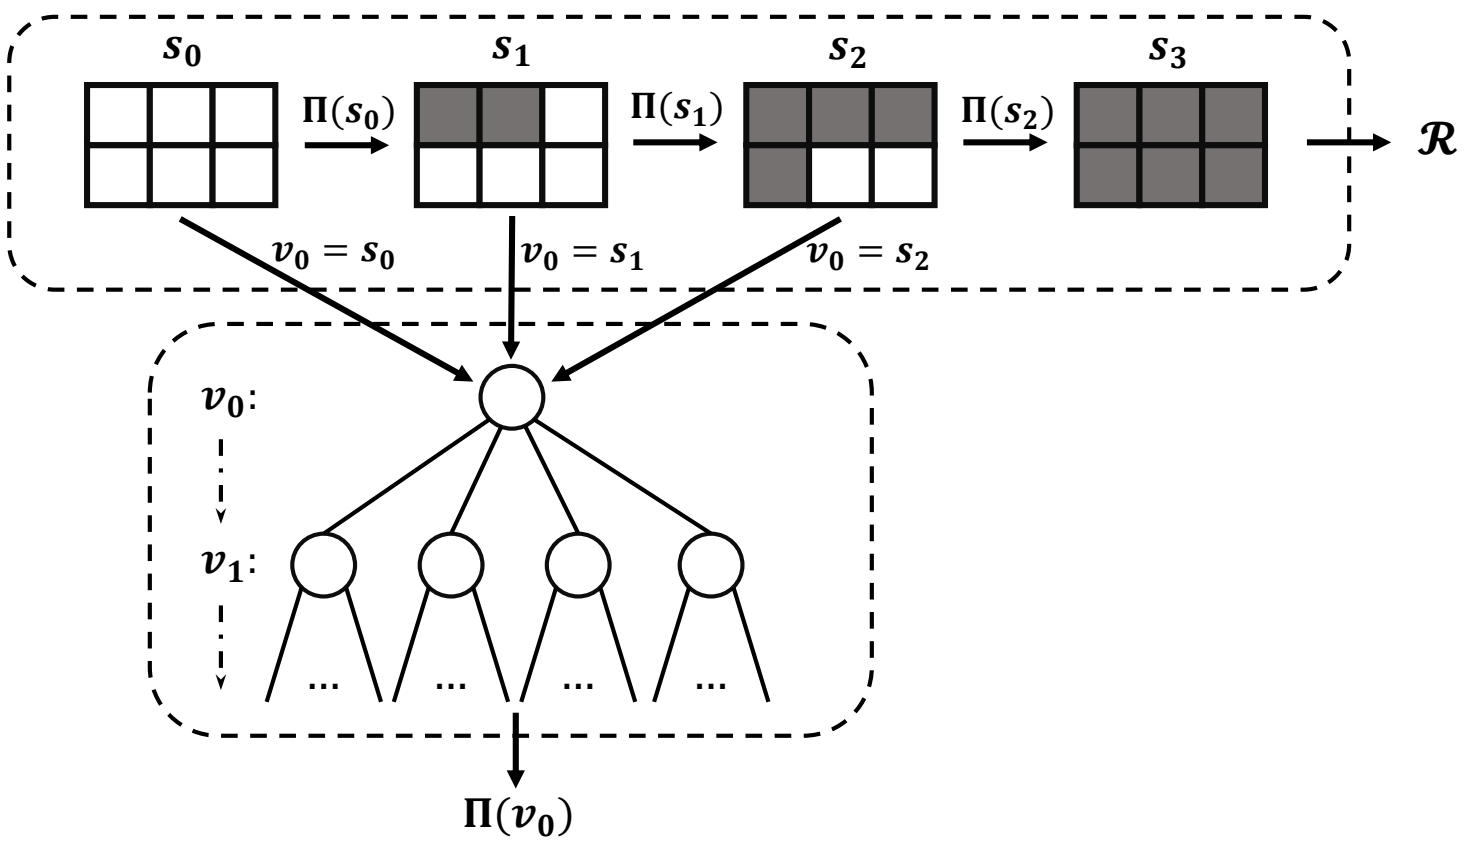 s₀ s₁ s₂ s₃
Π(s₀) Π(s₁) Π(s₂) ℛ
v₀ = s₀ v₀ = s₁ v₀ = s₂
v₀:
v₁:
... ... ... ...
Π(v₀)